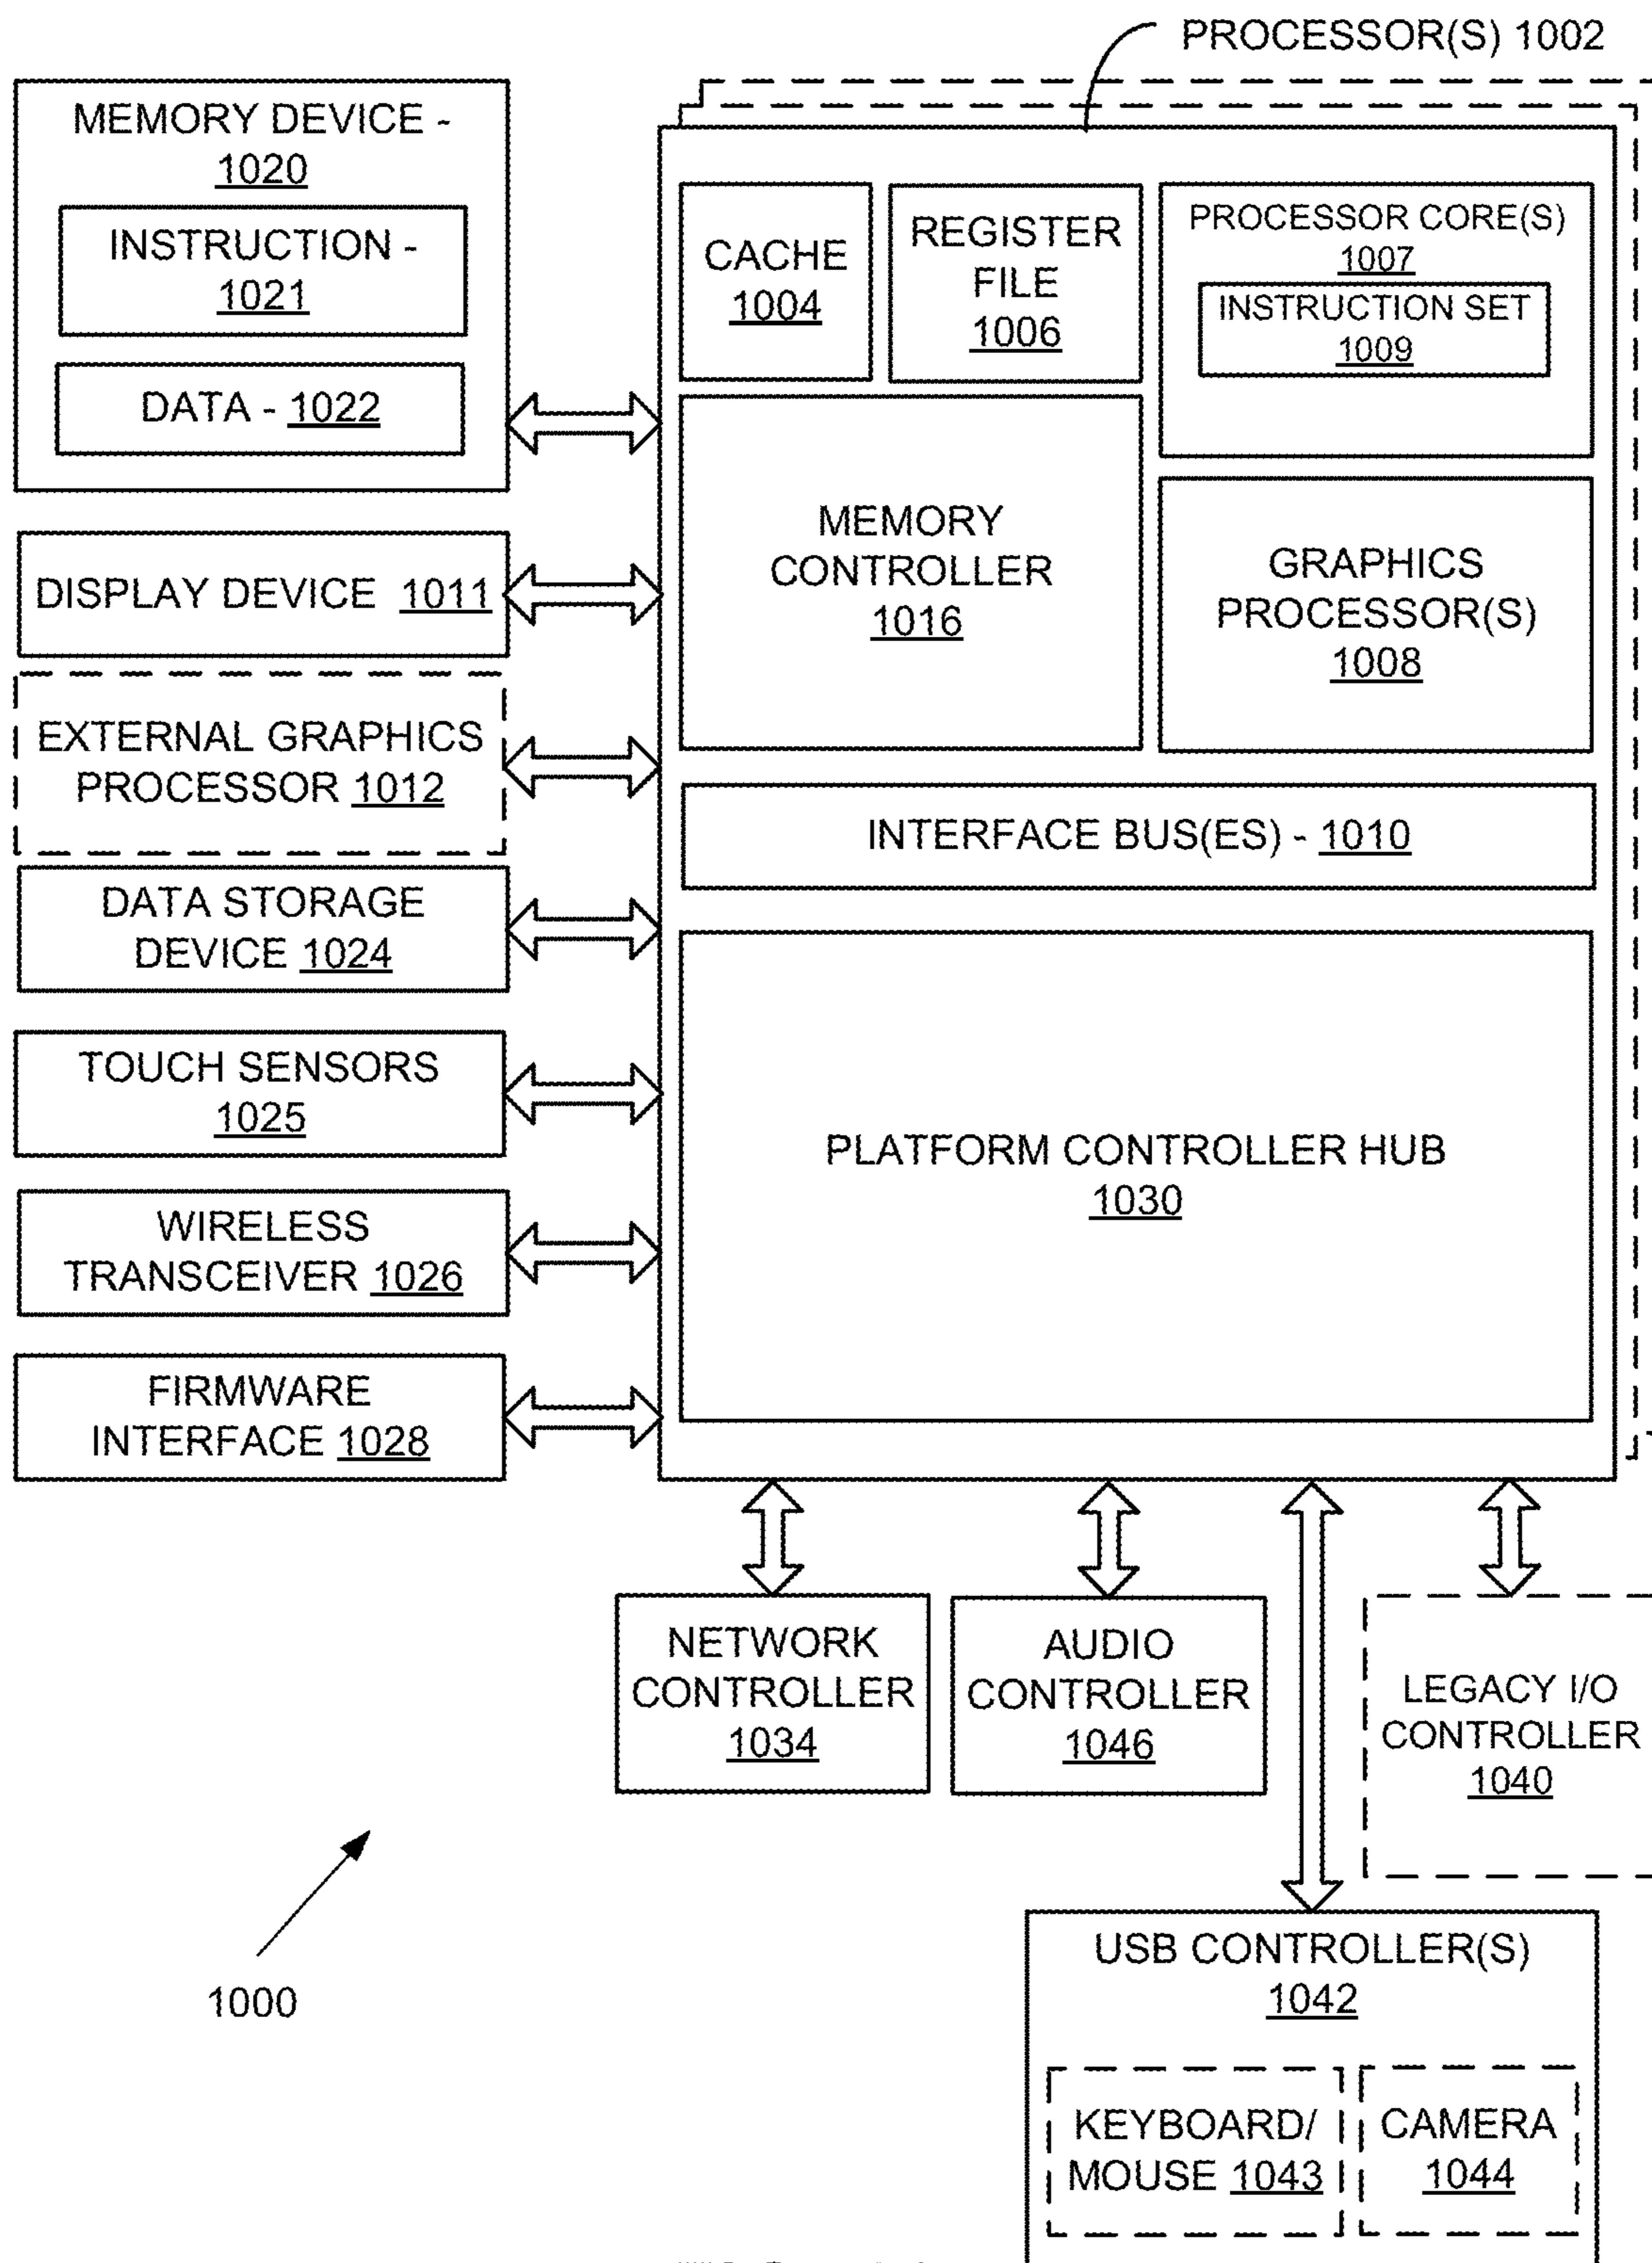 PROCESSOR(S) 1002
MEMORY DEVICE -
1020
INSTRUCTION -
1021
DATA - 1022
DISPLAY DEVICE 1011
EXTERNAL GRAPHICS
PROCESSOR 1012
DATA STORAGE
DEVICE 1024
TOUCH SENSORS
1025
WIRELESS
TRANSCEIVER 1026
FIRMWARE
INTERFACE 1028
CACHE
1004
REGISTER
FILE
1006
PROCESSOR CORE(S)
1007
INSTRUCTION SET
1009
MEMORY
CONTROLLER
1016
GRAPHICS
PROCESSOR(S)
1008
INTERFACE BUS(ES) - 1010
PLATFORM CONTROLLER HUB
1030
NETWORK
CONTROLLER
1034
AUDIO
CONTROLLER
1046
LEGACY I/O
CONTROLLER
1040
1000
USB CONTROLLER(S)
1042
KEYBOARD/
MOUSE 1043
CAMERA
1044